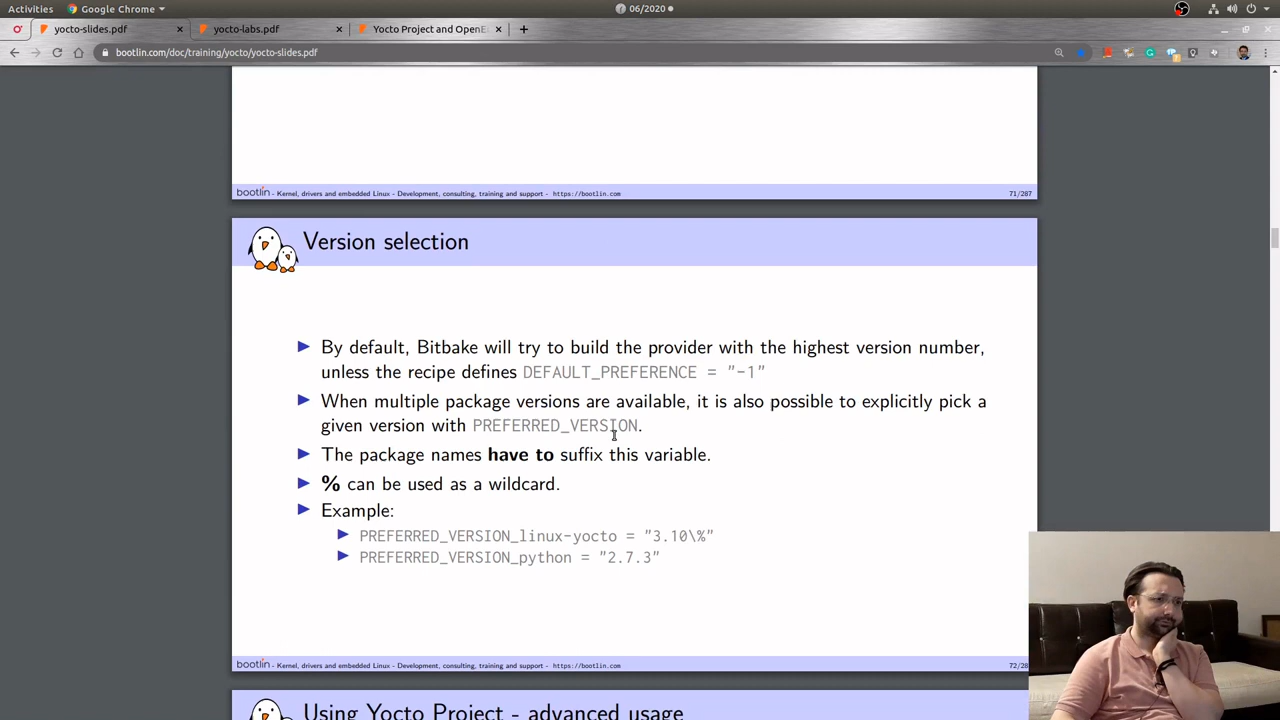 Activities
Google Chrome
06/2020
yocto-slides.pdf
yocto-labs.pdf
Yocto Project and OpenE
bootlin.com/doc/training/yocto/yocto-slides.pdf
bootlin - Kernel, drivers and embedded Linux - Development, consulting, training and support - https://bootlin.com
71/287
Version selection
▶ By default, Bitbake will try to build the provider with the highest version number,
unless the recipe defines DEFAULT_PREFERENCE = "-1"
▶ When multiple package versions are available, it is also possible to explicitly pick a
given version with PREFERRED_VERSION.
▶ The package names have to suffix this variable.
▶ % can be used as a wildcard.
▶ Example:
▶ PREFERRED_VERSION_linux-yocto = "3.10\%"
▶ PREFERRED_VERSION_python = "2.7.3"
bootlin - Kernel, drivers and embedded Linux - Development, consulting, training and support - https://bootlin.com
72/28
Using Yocto Project - advanced usage